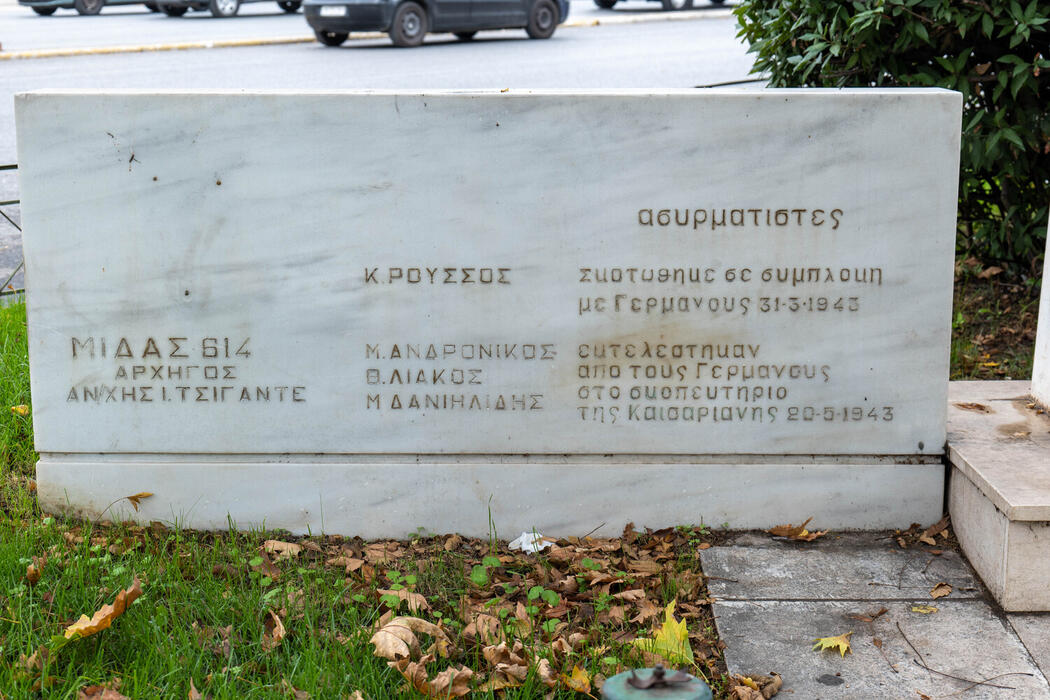 ασυρματιστες
Κ. ΡΟΥΣΣΟΣ
σκοτωθηκε σε συμπλοκη
με Γερμανους 31-3-1943
ΜΙΔΑΣ 614
ΑΡΧΗΓΟΣ
ΑΝ/ΧΗΣ Ι. ΤΣΙΓΑΝΤΕ
Μ. ΑΝΔΡΟΝΙΚΟΣ
Θ. ΛΙΑΚΟΣ
Μ ΔΑΝΙΗΛΙΔΗΣ
εκτελεστηκαν
απο τους Γερμανους
στο σκοπευτηριο
της Καισαριανης 20-5-1943